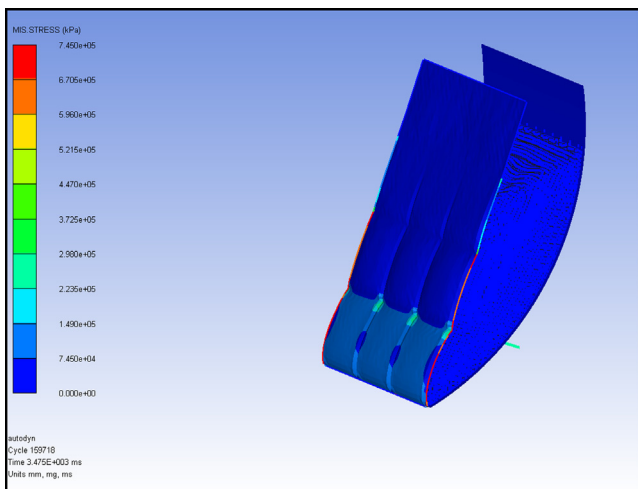 MIS.STRESS (kPa)
7.450e+05
6.705e+05
5.960e+05
5.215e+05
4.470e+05
3.725e+05
2.980e+05
2.235e+05
1.490e+05
7.450e+04
0.000e+00
autodyn
Cycle 159718
Time 3.475E+003 ms
Units mm, mg, ms